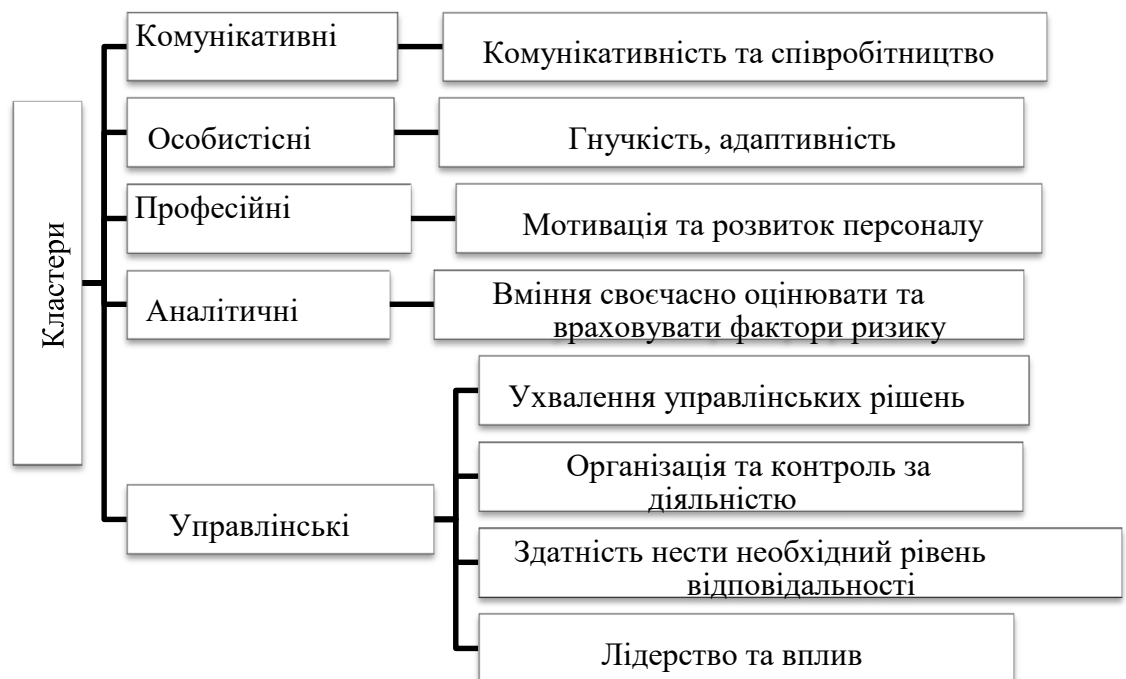 Кластери
Комунікативні
Комунікативність та співробітництво
Особистісні
Гнучкість, адаптивність
Професійні
Мотивація та розвиток персоналу
Аналітичні
Вміння своєчасно оцінювати та
враховувати фактори ризику
Управлінські
Ухвалення управлінських рішень
Організація та контроль за
діяльністю
Здатність нести необхідний рівень
відповідальності
Лідерство та вплив